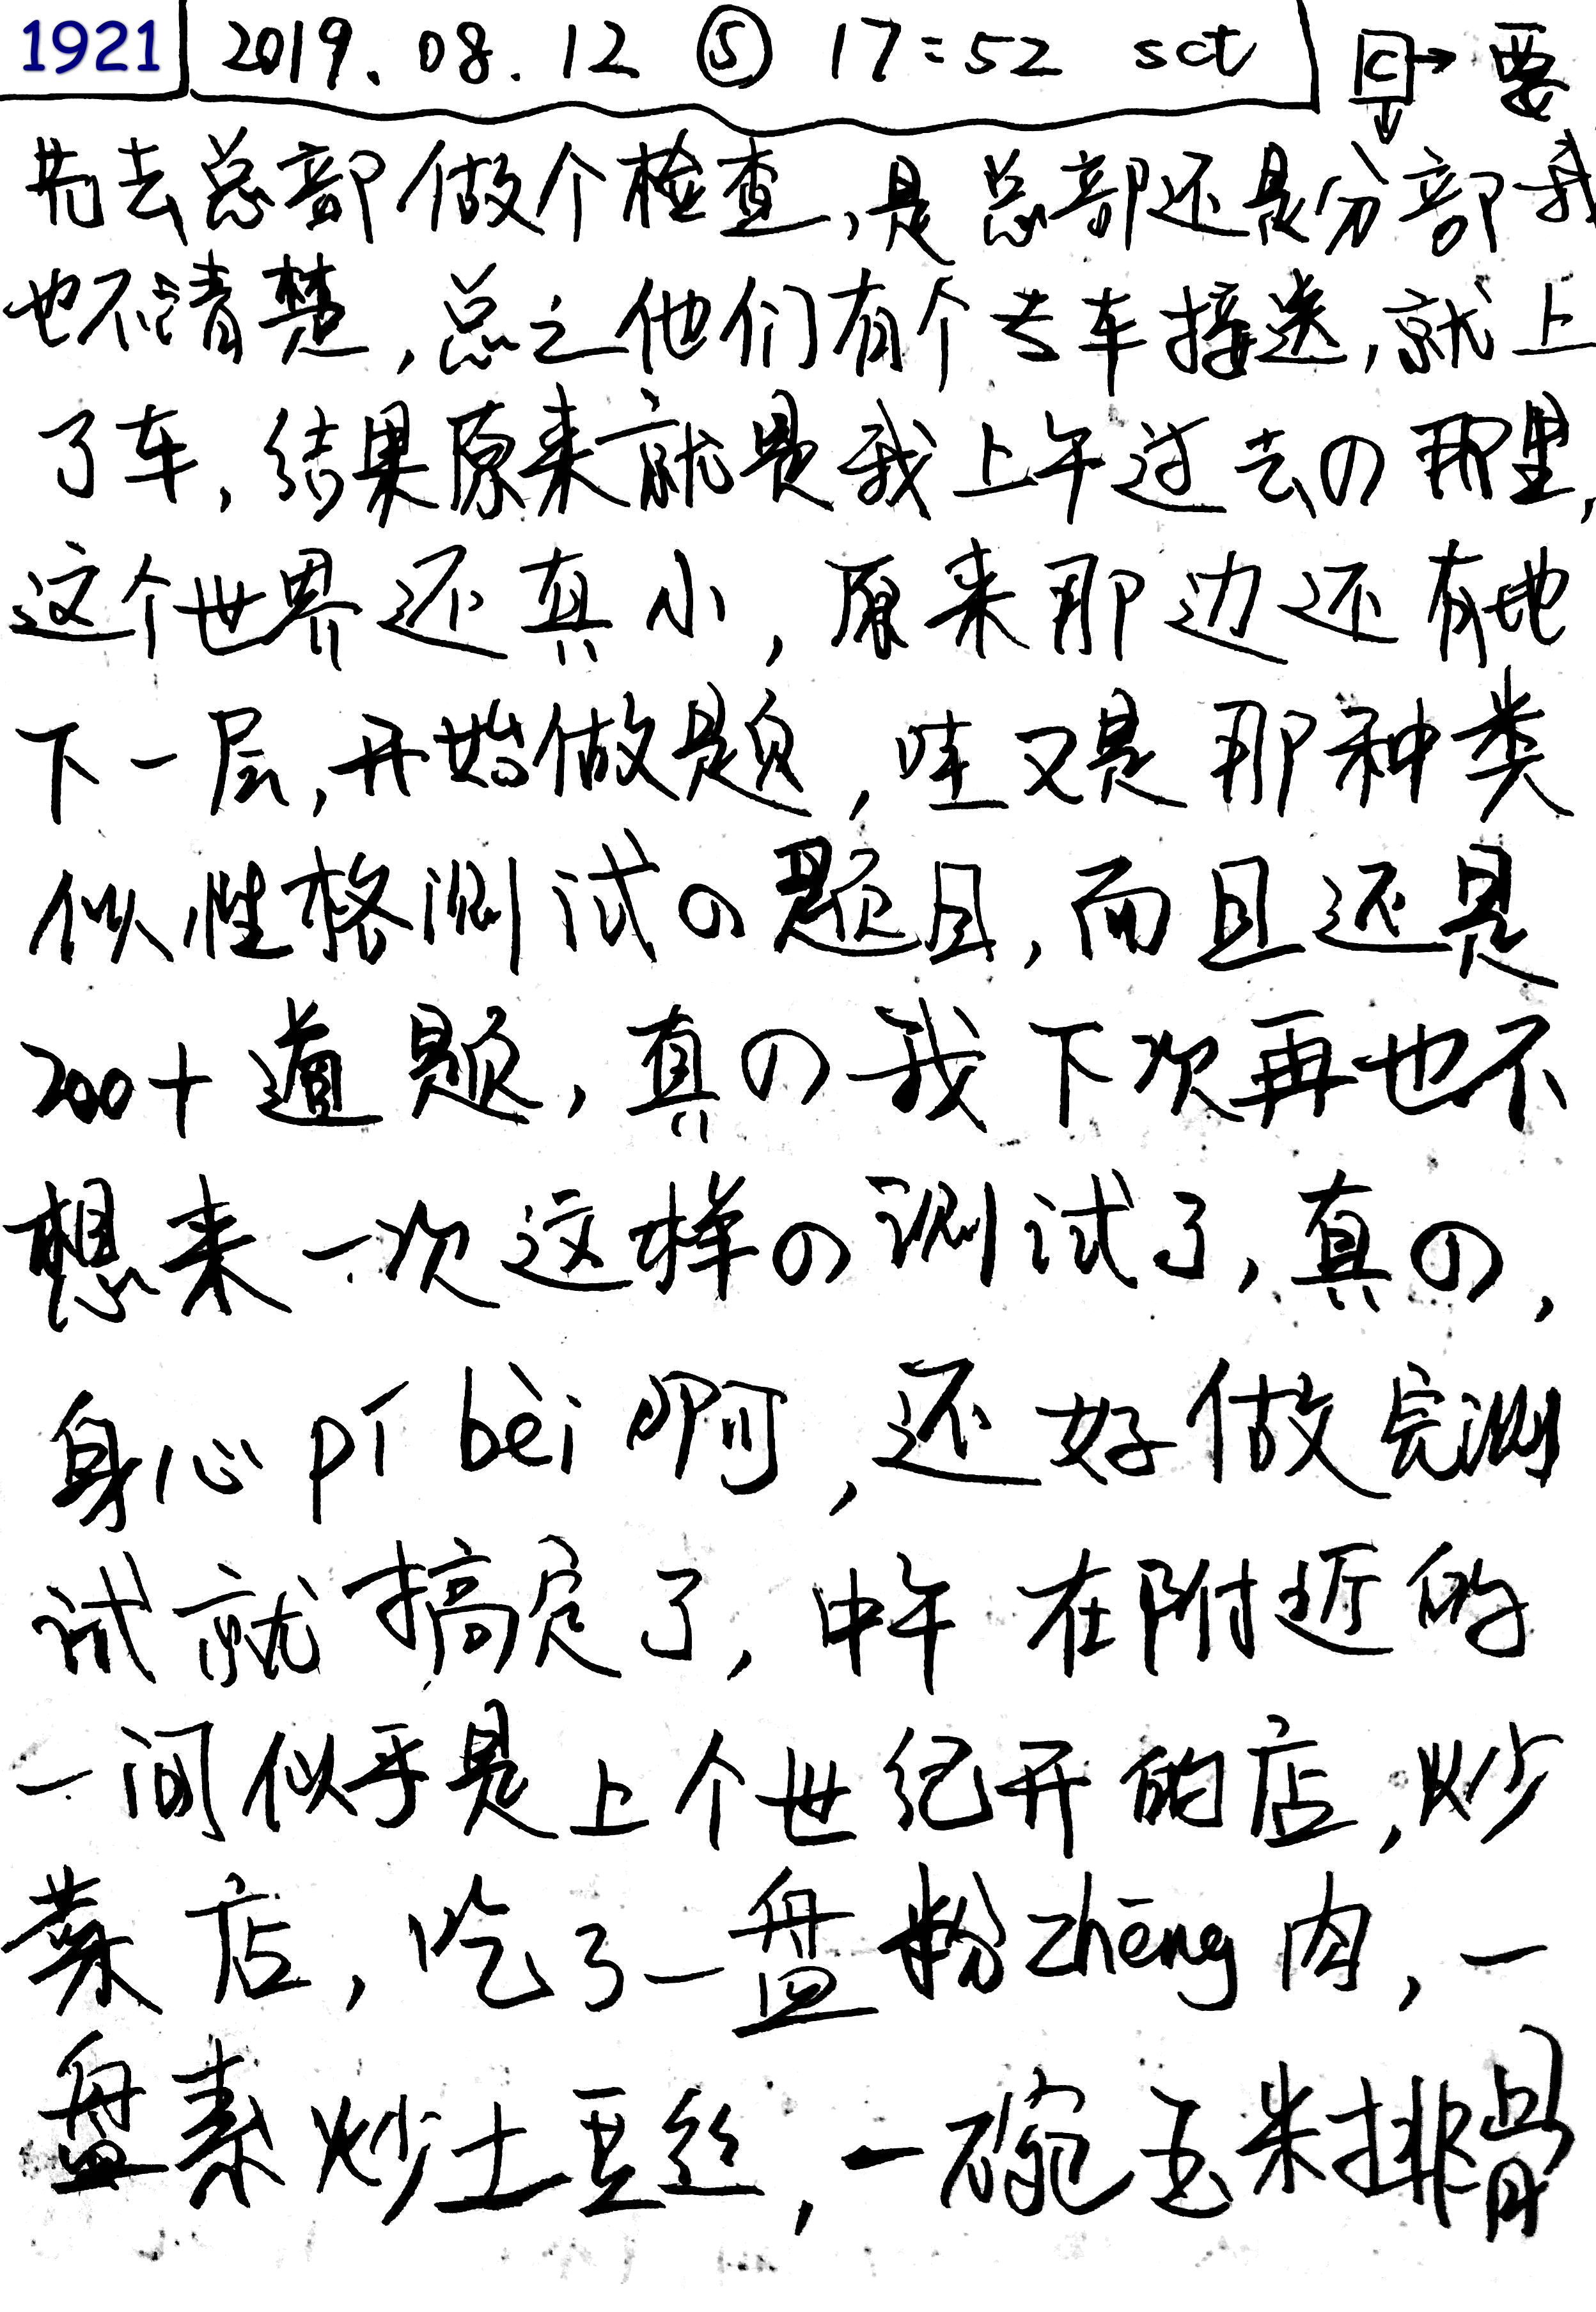 1921 2019.08.12 ⑤ 17:52 sct C→ 要
先去总部做个检查,是总部还是分部我
也不清楚,总之他们有个专车接送,就上
了车,结果原来就是我上午过去の那里,
这个世界还真小,原来那边还有地
下一层,开始做题,哇又是那种类
似性格测试の题目,而且还是
200+道题,真の我下次再也不
想来一次这样の测试了,真の,
身心pí bèi啊,还好做完测
试就搞定了,中午在附近的
一间似乎是上个世纪开的店,炒
菜店,吃了一盘粉zhēng肉,一
盘素炒土豆丝,一碗玉米排骨